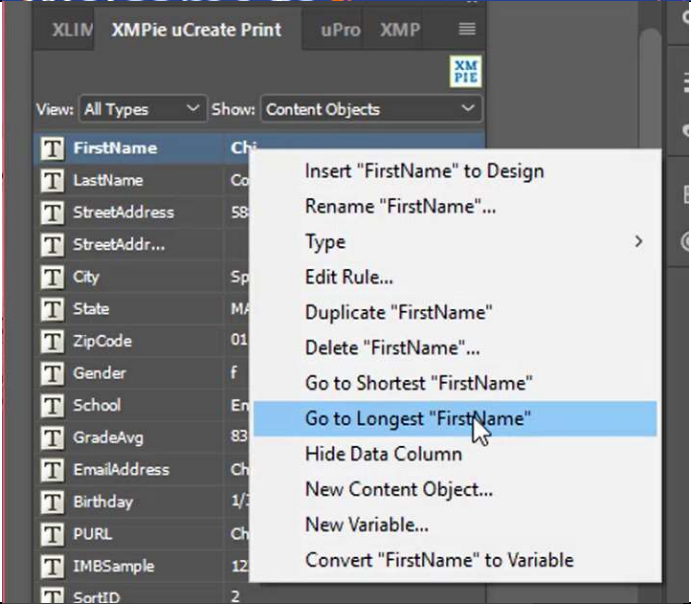 XLIM XMPie uCreate Print uPro XMP
XM
PIE
View: All Types Show: Content Objects
T FirstName Chi
T LastName Co
T StreetAddress 58
T StreetAddr...
T City Sp
T State MA
T ZipCode 01
T Gender f
T School En
T GradeAvg 83
T EmailAddress Ch
T Birthday 1/
T PURL Ch
T IMBSample 12
T SortID 2
Insert "FirstName" to Design
Rename "FirstName"...
Type
Edit Rule...
Duplicate "FirstName"
Delete "FirstName"...
Go to Shortest "FirstName"
Go to Longest "FirstName"
Hide Data Column
New Content Object...
New Variable...
Convert "FirstName" to Variable